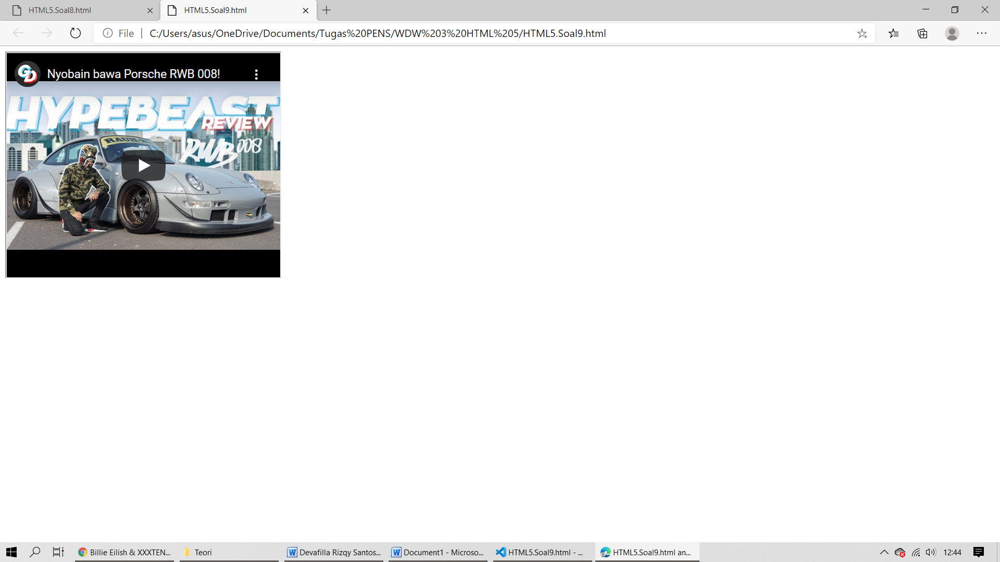 HTML5.Soal8.html
HTML5.Soal9.html
File
C:/Users/asus/OneDrive/Documents/Tugas%20PENS/WDW%203%20HTML%205/HTML5.Soal9.html
GD
Nyobain bawa Porsche RWB 008!
HYPEBEAST
REVIEW
RWB 008
Billie Eilish & XXXTEN...
Teori
Devafilla Rizqy Santos...
Document1 - Microso...
HTML5.Soal9.html - ...
HTML5.Soal9.html an...
12:44